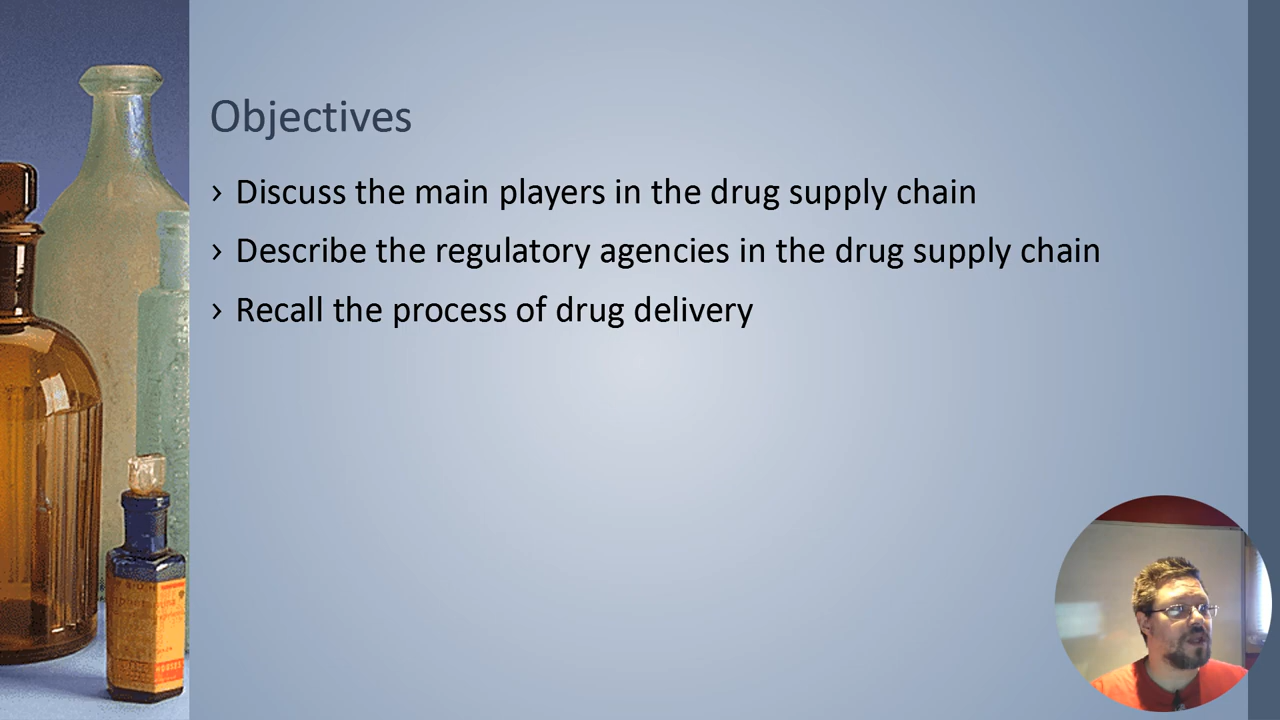 Objectives
› Discuss the main players in the drug supply chain
› Describe the regulatory agencies in the drug supply chain
› Recall the process of drug delivery